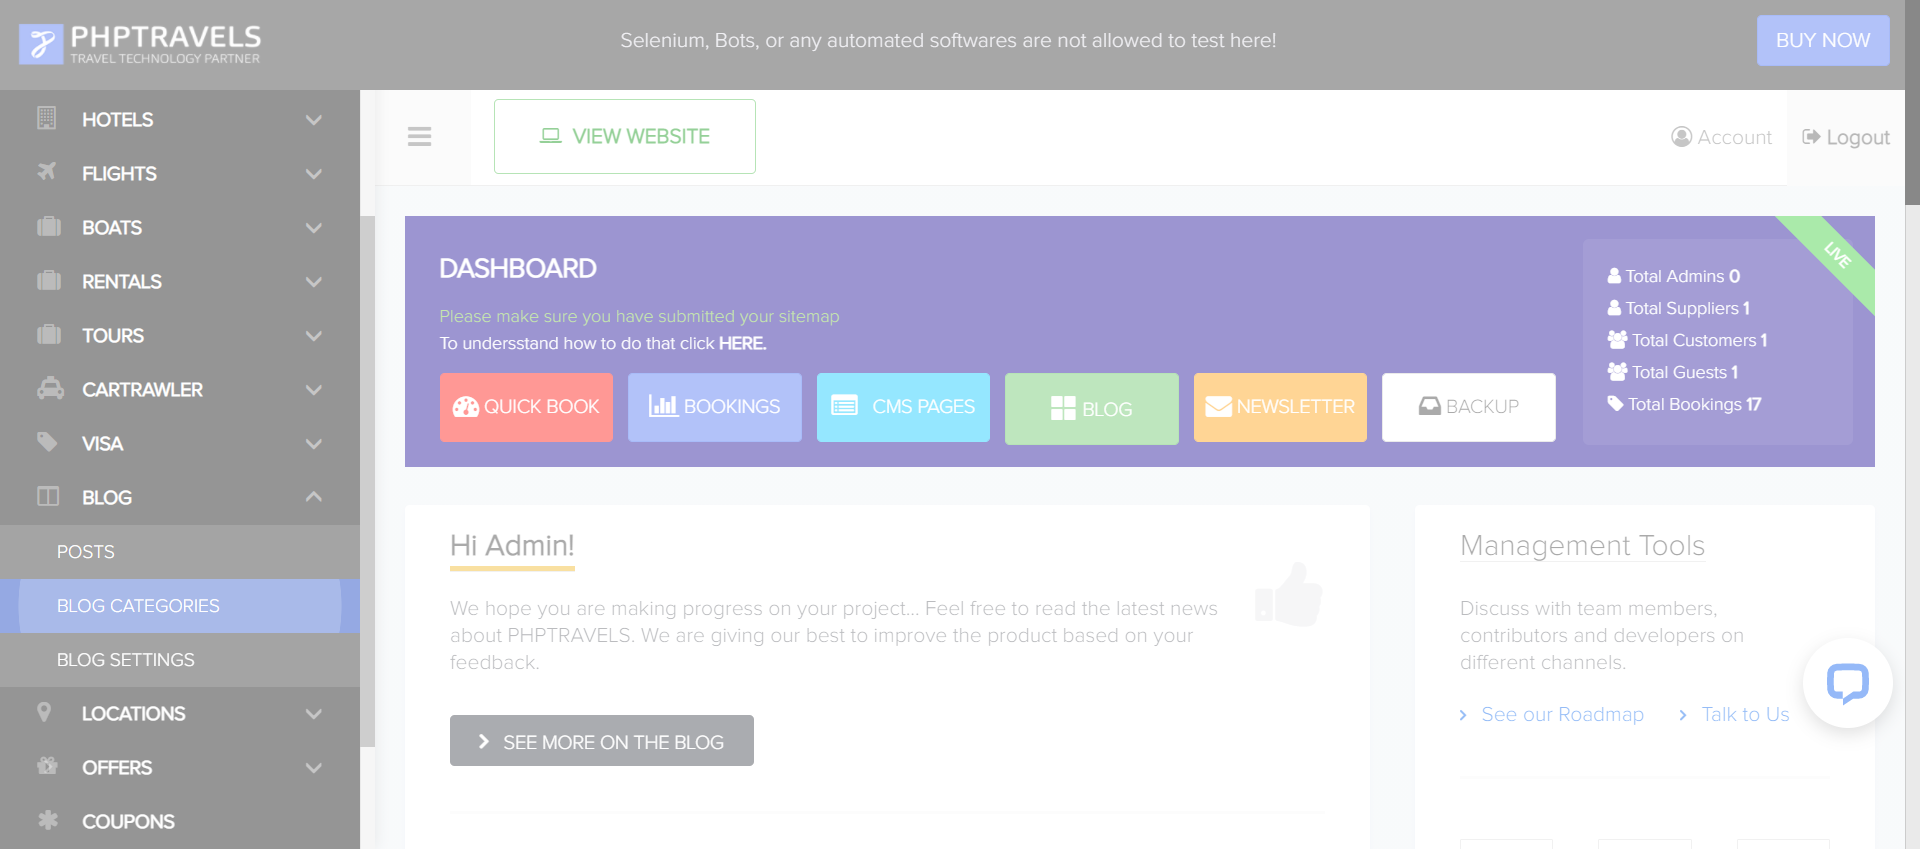 PHPTRAVELS
TRAVEL TECHNOLOGY PARTNER
Selenium, Bots, or any automated softwares are not allowed to test here!
BUY NOW
HOTELS
FLIGHTS
BOATS
RENTALS
TOURS
CARTRAWLER
VISA
BLOG
POSTS
BLOG CATEGORIES
BLOG SETTINGS
LOCATIONS
OFFERS
COUPONS
VIEW WEBSITE
Account
Logout
DASHBOARD
Please make sure you have submitted your sitemap
To undersstand how to do that click HERE.
QUICK BOOK
BOOKINGS
CMS PAGES
BLOG
NEWSLETTER
BACKUP
LIVE
Total Admins 0
Total Suppliers 1
Total Customers 1
Total Guests 1
Total Bookings 17
Hi Admin!
We hope you are making progress on your project... Feel free to read the latest news
about PHPTRAVELS. We are giving our best to improve the product based on your
feedback.
SEE MORE ON THE BLOG
Management Tools
Discuss with team members,
contributors and developers on
different channels.
See our Roadmap
Talk to Us